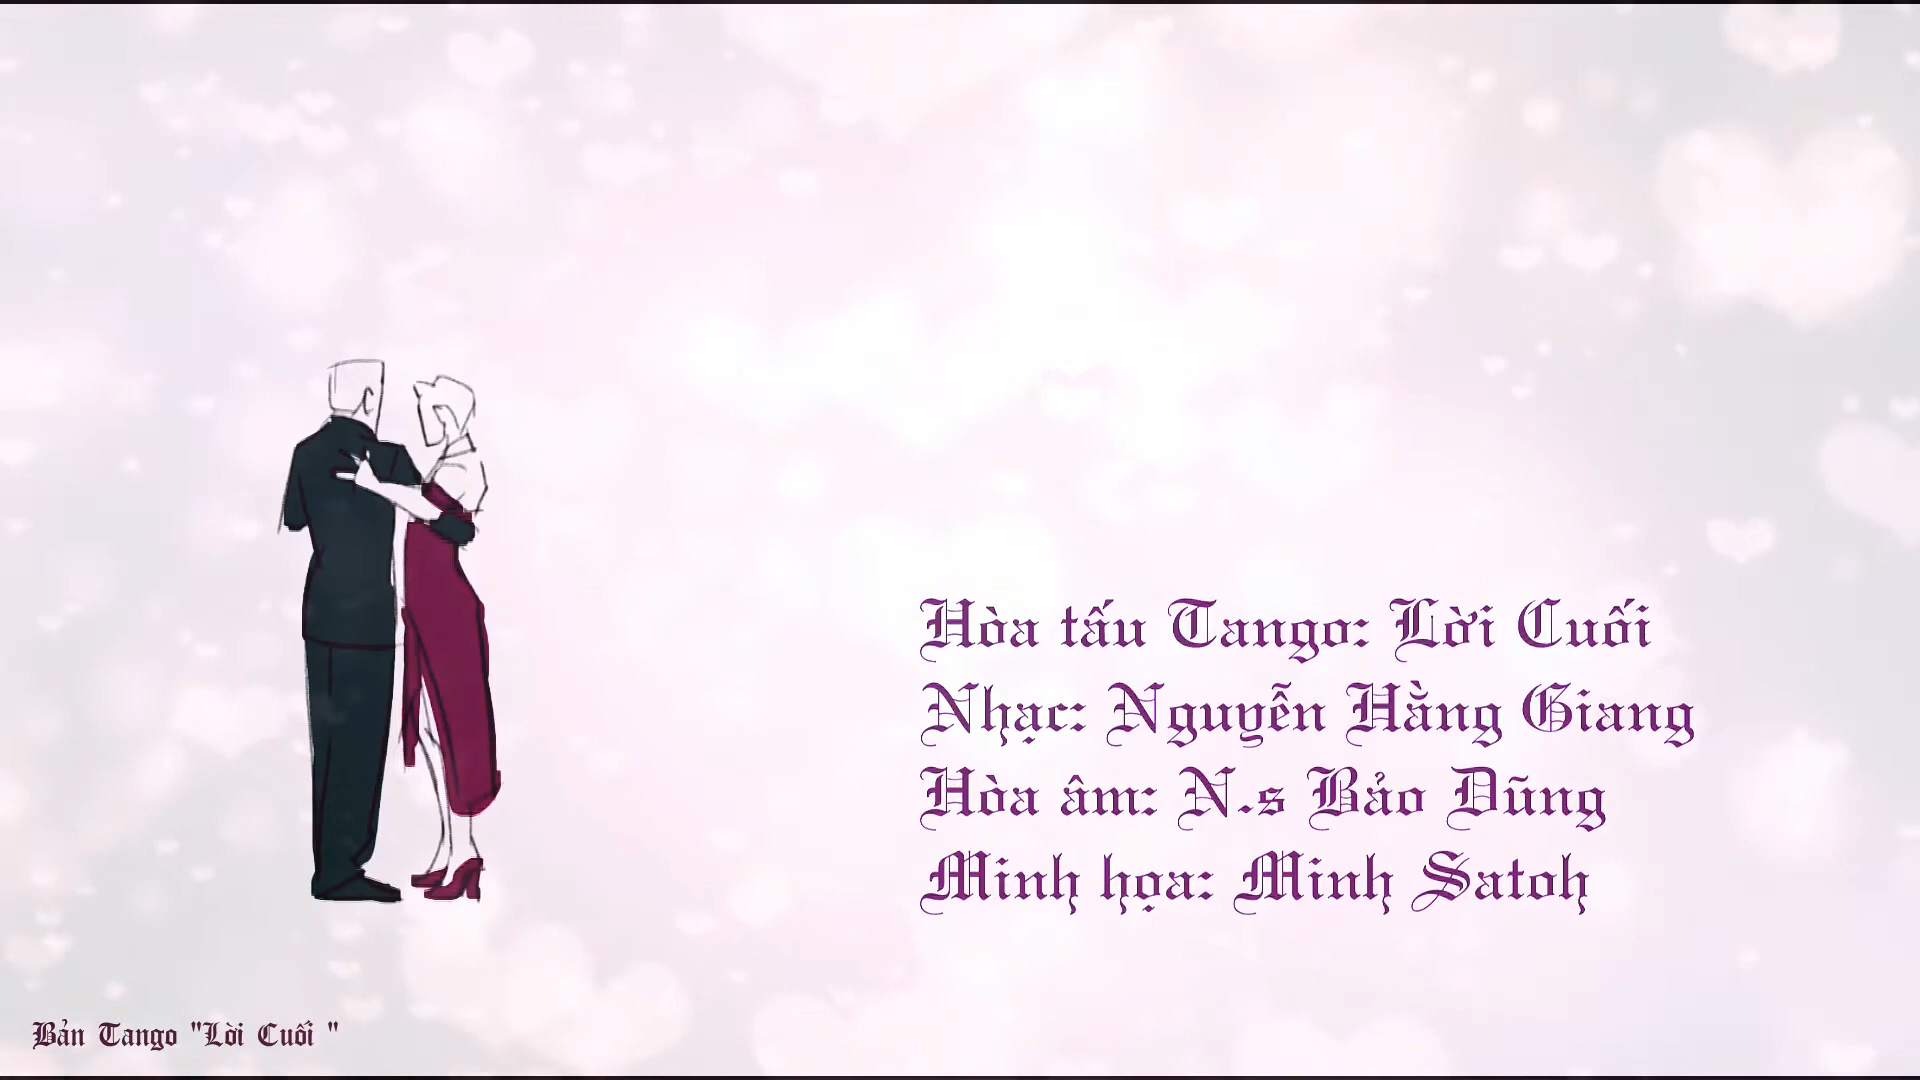 Hòa tấu Tango: Lời Cuối
Nhạc: Nguyễn Hằng Giang
Hòa âm: N.s Bảo Dũng
Minh họa: Minh Satoh
Bản Tango "Lời Cuối "